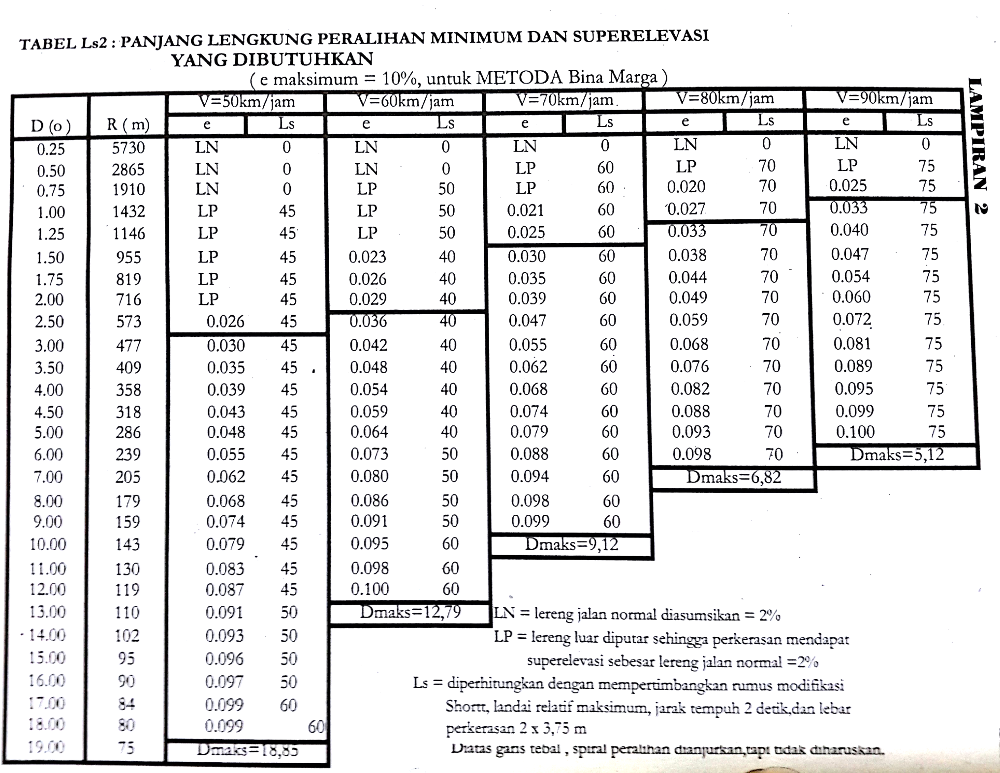 TABEL Ls2 : PANJANG LENGKUNG PERALIHAN MINIMUM DAN SUPERELEVASI
YANG DIBUTUHKAN
( e maksimum = 10%, untuk METODA Bina Marga )
LAMPIRAN 2
V=50km/jam V=60km/jam V=70km/jam. V=80km/jam V=90km/jam
D (o) R ( m) e Ls e Ls e Ls e Ls e Ls
0.25 5730 LN 0 LN 0 LN 0 LN 0 LN 0
0.50 2865 LN 0 LN 0 LP 60 LP 70 LP 75
0.75 1910 LN 0 LP 50 LP 60 0.020 70 0.025 75
1.00 1432 LP 45 LP 50 0.021 60 0.027 70 0.033 75
1.25 1146 LP 45 LP 50 0.025 60 0.033 70 0.040 75
1.50 955 LP 45 0.023 40 0.030 60 0.038 70 0.047 75
1.75 819 LP 45 0.026 40 0.035 60 0.044 70 0.054 75
2.00 716 LP 45 0.029 40 0.039 60 0.049 70 0.060 75
2.50 573 0.026 45 0.036 40 0.047 60 0.059 70 0.072 75
3.00 477 0.030 45 0.042 40 0.055 60 0.068 70 0.081 75
3.50 409 0.035 45 0.048 40 0.062 60 0.076 70 0.089 75
4.00 358 0.039 45 0.054 40 0.068 60 0.082 70 0.095 75
4.50 318 0.043 45 0.059 40 0.074 60 0.088 70 0.099 75
5.00 286 0.048 45 0.064 40 0.079 60 0.093 70 0.100 75
6.00 239 0.055 45 0.073 50 0.088 60 0.098 70 Dmaks=5,12
7.00 205 0.062 45 0.080 50 0.094 60 Dmaks=6,82
8.00 179 0.068 45 0.086 50 0.098 60
9.00 159 0.074 45 0.091 50 0.099 60
10.00 143 0.079 45 0.095 60 Dmaks=9,12
11.00 130 0.083 45 0.098 60
12.00 119 0.087 45 0.100 60
13.00 110 0.091 50 Dmaks=12,79
14.00 102 0.093 50
15.00 95 0.096 50
16.00 90 0.097 50
17.00 84 0.099 60
18.00 80 0.099 60
19.00 75 Dmaks=18,85
LN = lereng jalan normal diasumsikan = 2%
LP = lereng luar diputar sehingga perkerasan mendapat
superelevasi sebesar lereng jalan normal =2%
Ls = diperhitungkan dengan mempertimbangkan rumus modifikasi
Shortt, landai relatif maksimum, jarak tempuh 2 detik,dan lebar
perkerasan 2 x 3,75 m
Diatas garis tebal , spiral peralihan dianjurkan,tapi tidak diharuskan.